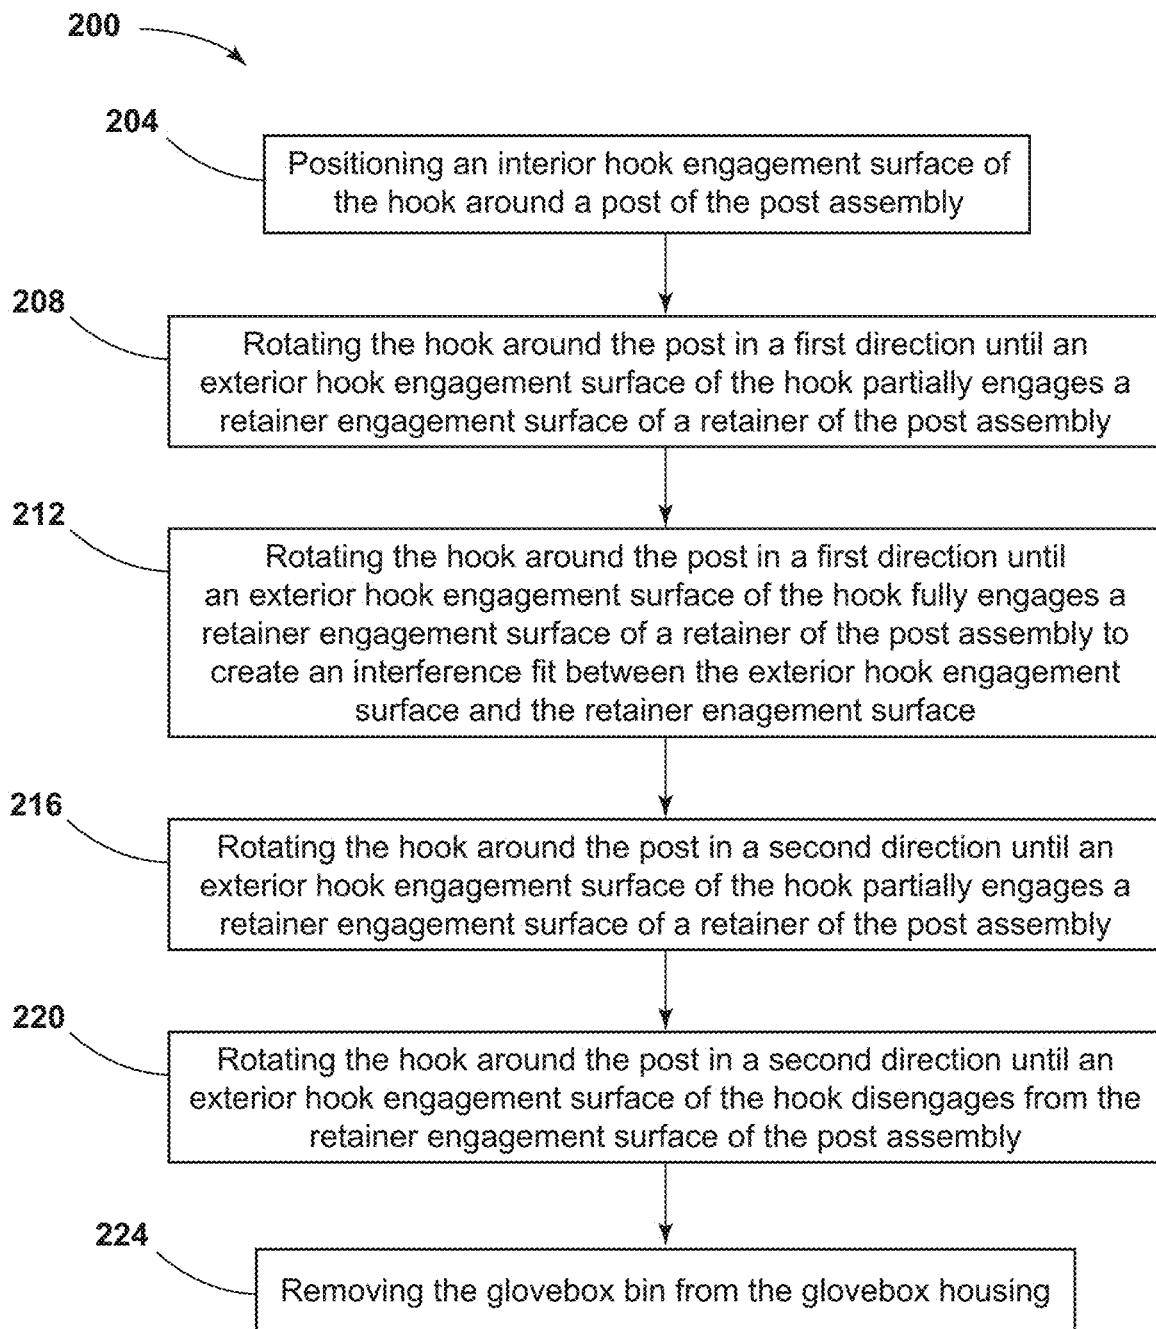 200
204
Positioning an interior hook engagement surface of
the hook around a post of the post assembly
208
Rotating the hook around the post in a first direction until an
exterior hook engagement surface of the hook partially engages a
retainer engagement surface of a retainer of the post assembly
212
Rotating the hook around the post in a first direction until
an exterior hook engagement surface of the hook fully engages a
retainer engagement surface of a retainer of the post assembly to
create an interference fit between the exterior hook engagement
surface and the retainer enagement surface
216
Rotating the hook around the post in a second direction until an
exterior hook engagement surface of the hook partially engages a
retainer engagement surface of a retainer of the post assembly
220
Rotating the hook around the post in a second direction until an
exterior hook engagement surface of the hook disengages from the
retainer engagement surface of the post assembly
224
Removing the glovebox bin from the glovebox housing